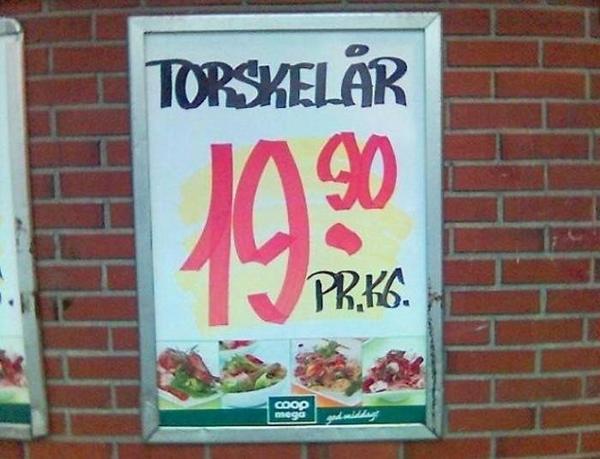 TORSKELÅR
19.90
PR.KG.
coop
mega
god middag!